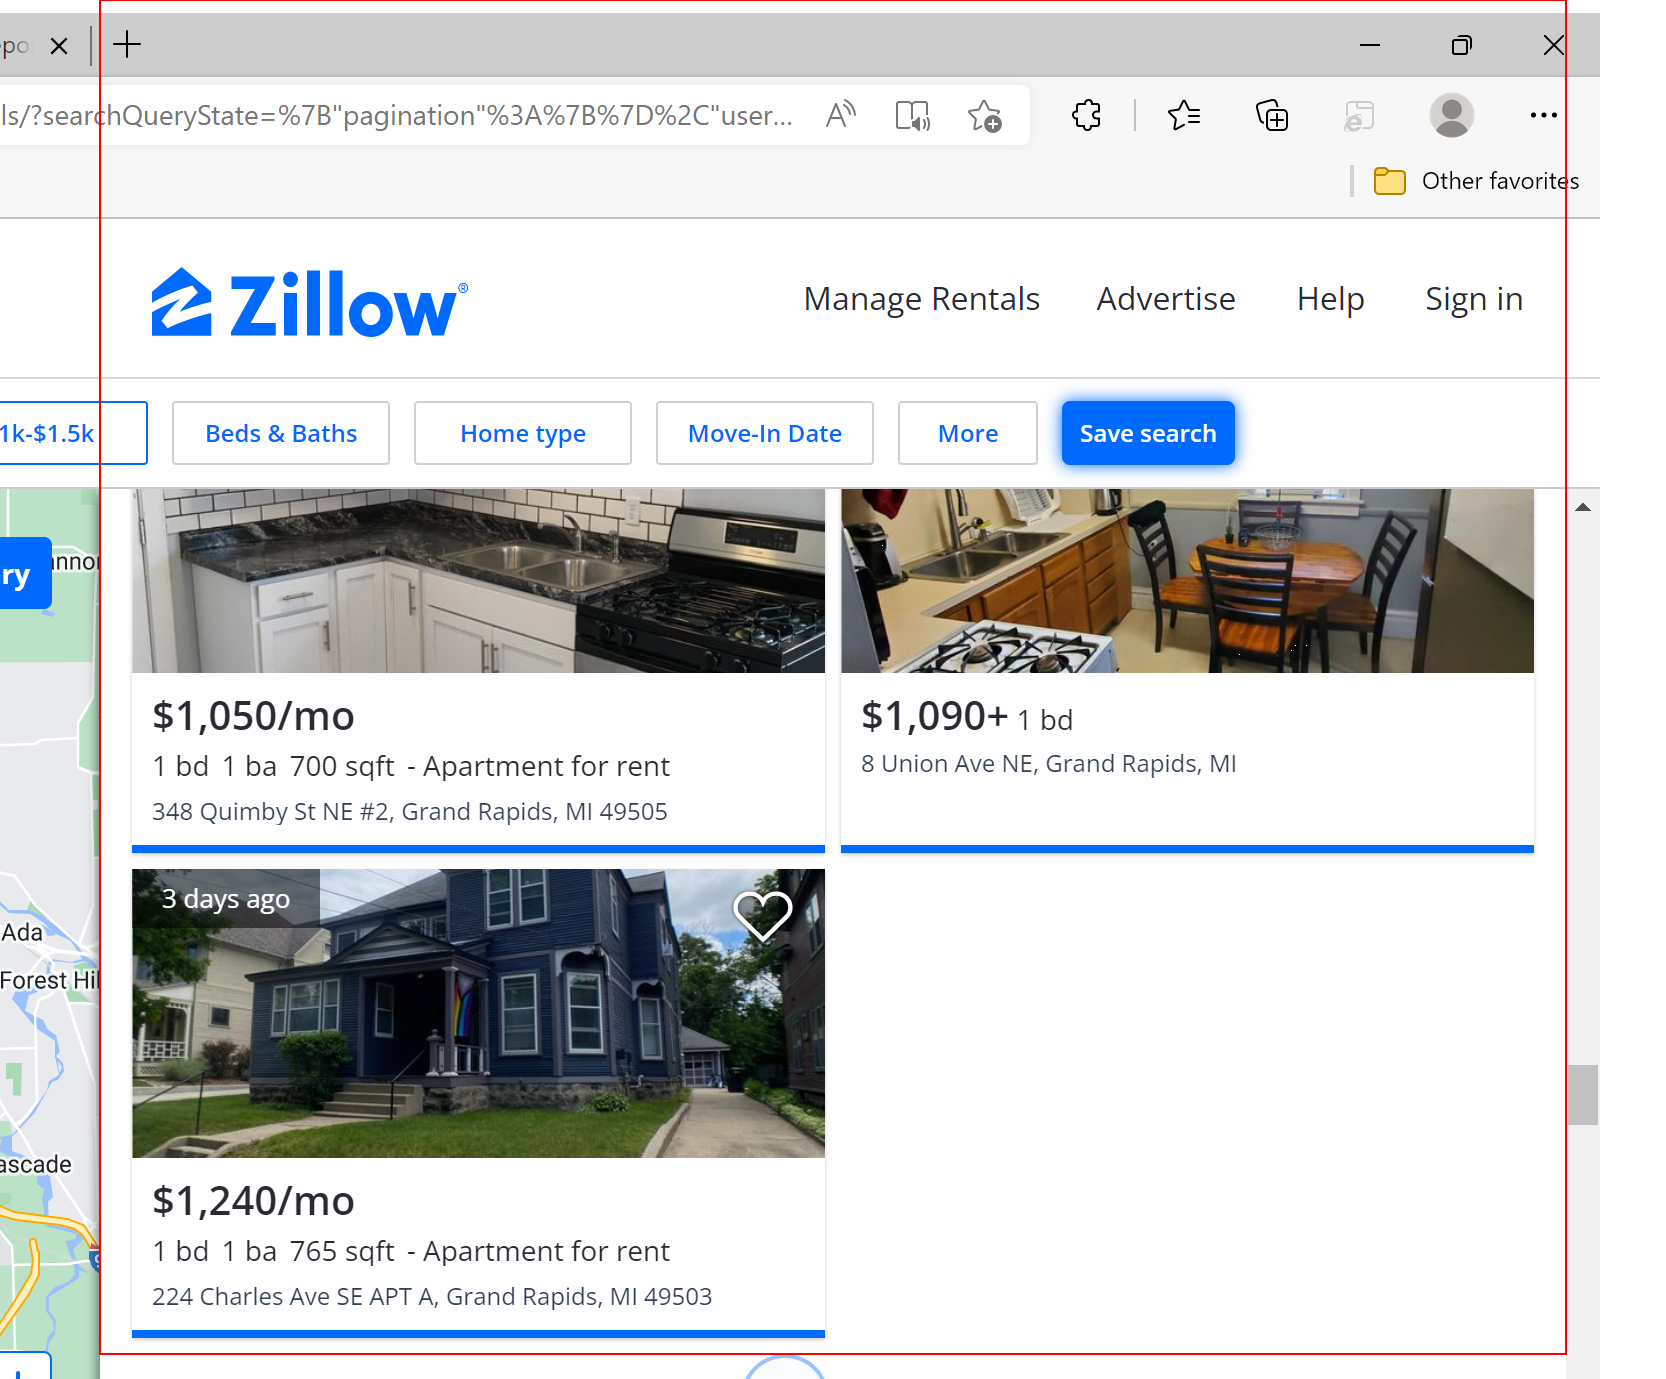 epo
ls/?searchQueryState=%7B"pagination"%3A%7B%7D%2C"user...
Other favorites
Zillow®
Manage Rentals Advertise Help Sign in
1k-$1.5k Beds & Baths Home type Move-In Date More Save search
ry
nnon
$1,050/mo
1 bd 1 ba 700 sqft - Apartment for rent
348 Quimby St NE #2, Grand Rapids, MI 49505
$1,090+ 1 bd
8 Union Ave NE, Grand Rapids, MI
3 days ago
Ada
Forest Hil
ascade
$1,240/mo
1 bd 1 ba 765 sqft - Apartment for rent
224 Charles Ave SE APT A, Grand Rapids, MI 49503